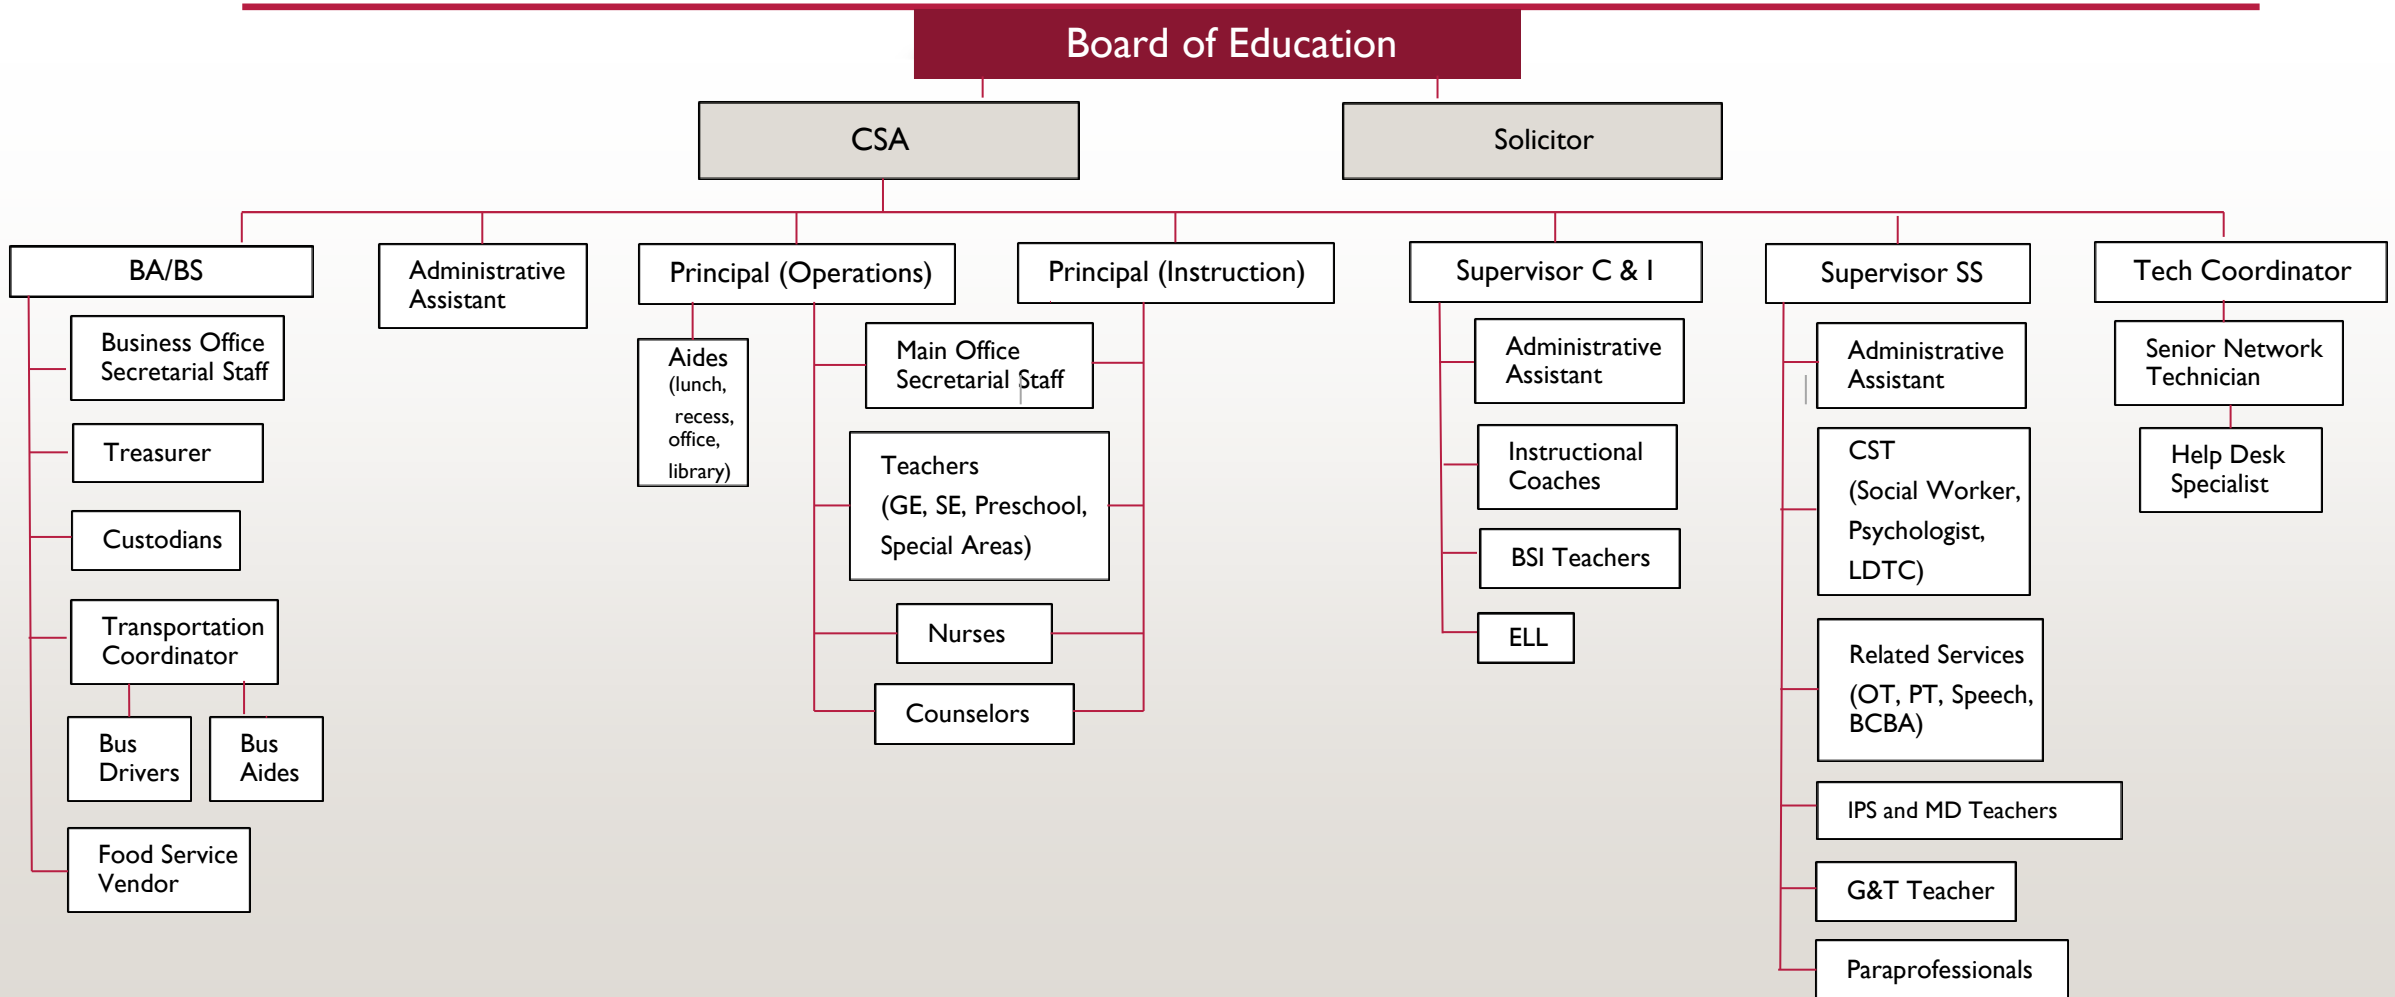 Board of Education
CSA
Solicitor
BA/BS
Business Office
Secretarial Staff
Treasurer
Custodians
Transportation
Coordinator
Bus
Drivers
Bus
Aides
Food Service
Vendor
Administrative
Assistant
Principal (Operations)
Aides
(lunch,
recess,
office,
library)
Principal (Instruction)
Main Office
Secretarial Staff
Teachers
(GE, SE, Preschool,
Special Areas)
Nurses
Counselors
Supervisor C & I
Administrative
Assistant
Instructional
Coaches
BSI Teachers
ELL
Supervisor SS
Administrative
Assistant
CST
(Social Worker,
Psychologist,
LDTC)
Related Services
(OT, PT, Speech,
BCBA)
IPS and MD Teachers
G&T Teacher
Paraprofessionals
Tech Coordinator
Senior Network
Technician
Help Desk
Specialist